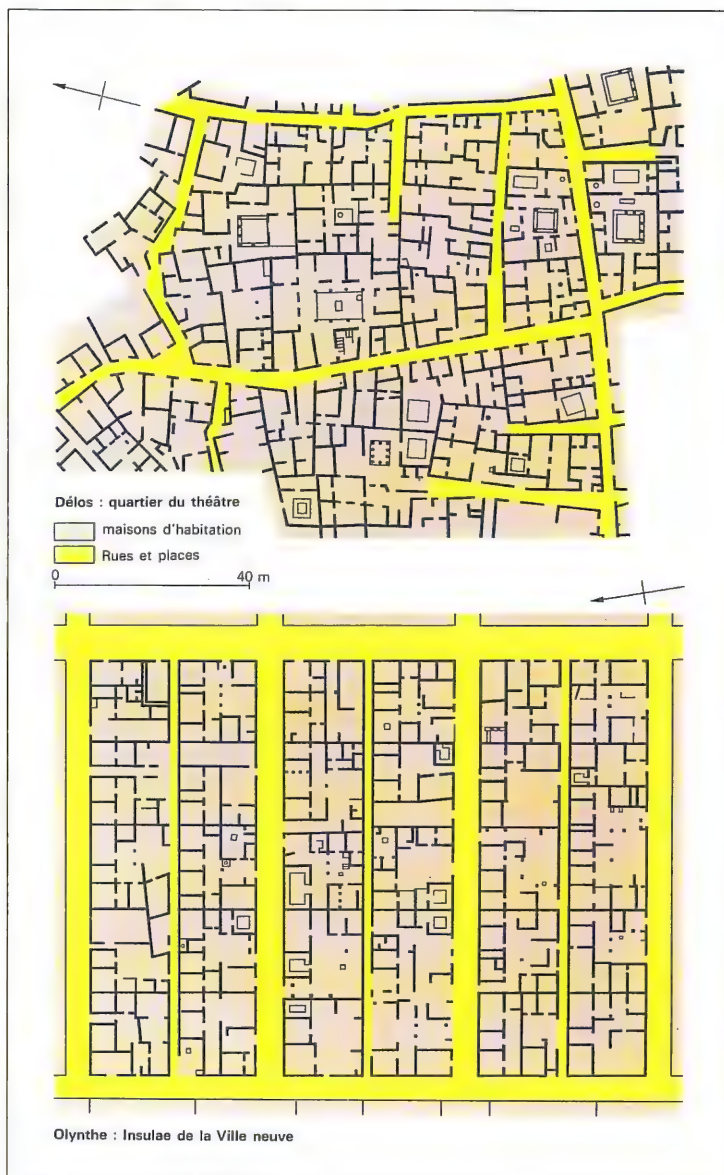 Délos : quartier du théâtre
maisons d'habitation
Rues et places
0 40 m
Olynthe : Insulae de la Ville neuve